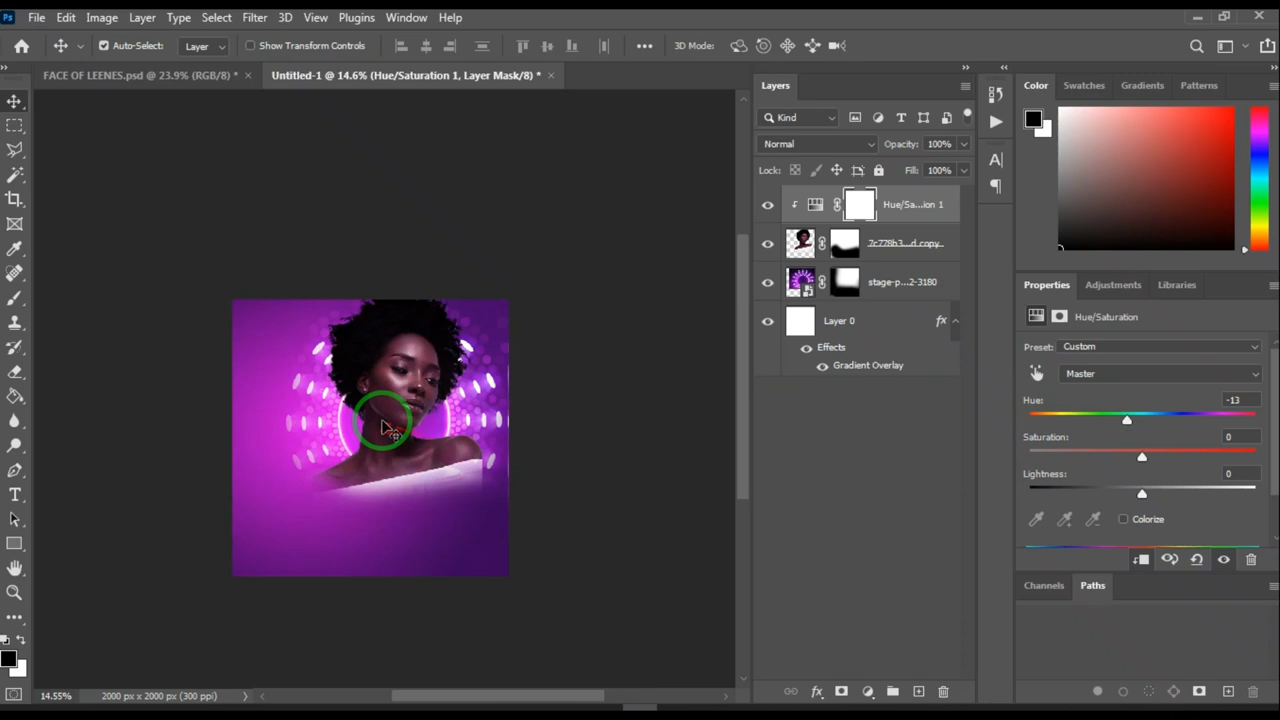 Ps File Edit Image Layer Type Select Filter 3D View Plugins Window Help
Auto-Select: Layer Show Transform Controls 3D Mode:
FACE OF LEENES.psd @ 23.9% (RGB/8) * Untitled-1 @ 14.6% (Hue/Saturation 1, Layer Mask/8) *
Layers
Kind
Normal Opacity: 100%
Lock: Fill: 100%
Hue/Sa...ion 1
7c778b3...d copy
stage-p...2-3180
Layer 0 fx
Effects
Gradient Overlay
Color Swatches Gradients Patterns
Properties Adjustments Libraries
Hue/Saturation
Preset: Custom
Master
Hue: -13
Saturation: 0
Lightness: 0
Colorize
Channels Paths
14.55% 2000 px x 2000 px (300 ppi)